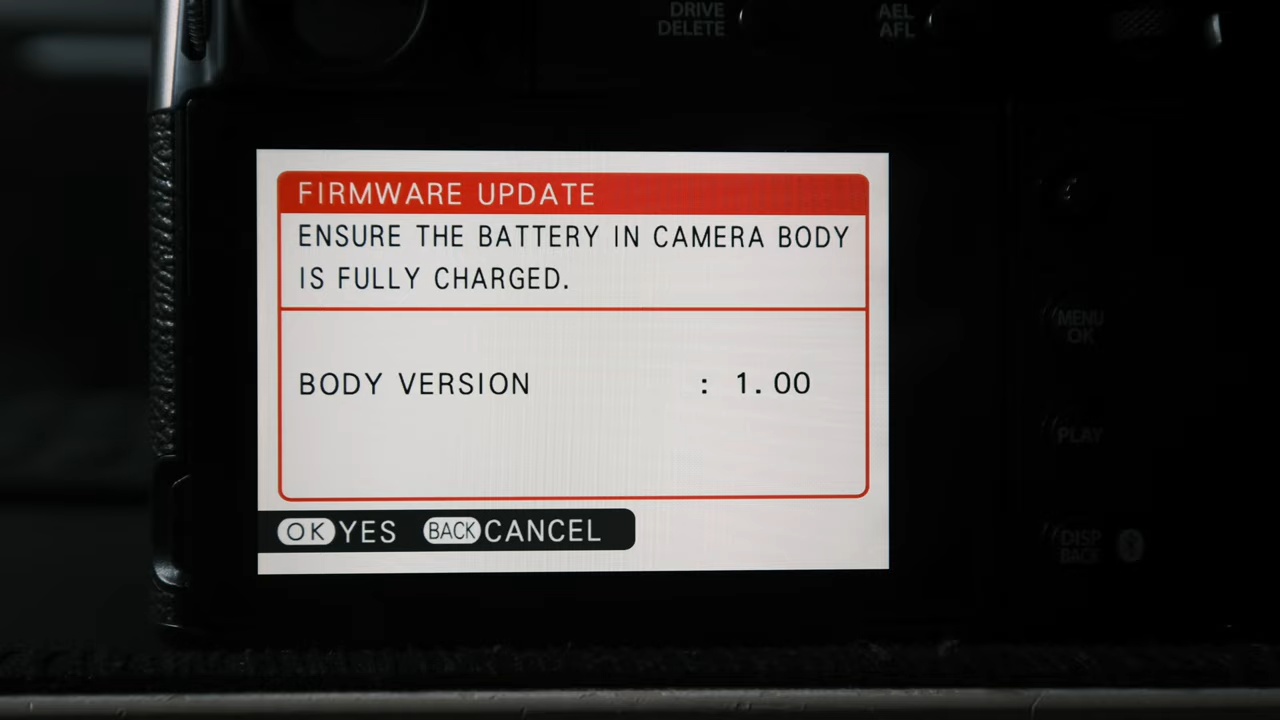 DRIVE
DELETE
AEL
AFL
FIRMWARE UPDATE
ENSURE THE BATTERY IN CAMERA BODY
IS FULLY CHARGED.
BODY VERSION : 1.00
OK YES BACK CANCEL
MENU
OK
PLAY
DISP
BACK